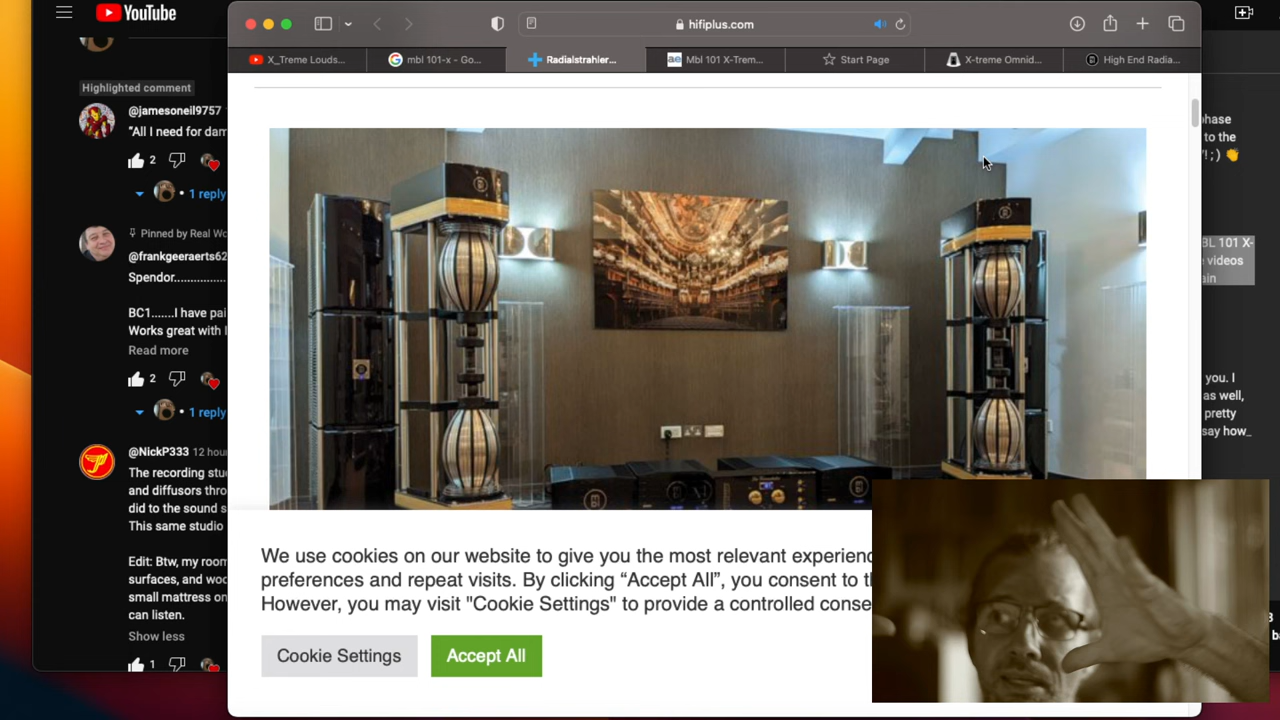 YouTube
hifiplus.com
X_Treme Louds...
mbl 101-x - Go...
Radialstrahler...
ae
Mbl 101 X-Trem...
Start Page
X-treme Omnid...
High End Radia...
Highlighted comment
@jamesoneil9757
"All I need for dam
2
1 reply
Pinned by Real Wo
@frankgeeraerts62
Spendor..............
BC1.......I have pai
Works great with
Read more
2
1 reply
@NickP333 12 hou
The recording stu
and diffusors thro
did to the sound s
This same studio
Edit: Btw, my room
surfaces, and woo
small mattress on
can listen.
Show less
1
We use cookies on our website to give you the most relevant experienc
preferences and repeat visits. By clicking “Accept All”, you consent to th
However, you may visit "Cookie Settings" to provide a controlled conse
Cookie Settings
Accept All
phase
to the
!;) 👏
BL 101 X-
videos
ain
you. I
as well,
pretty
say how_